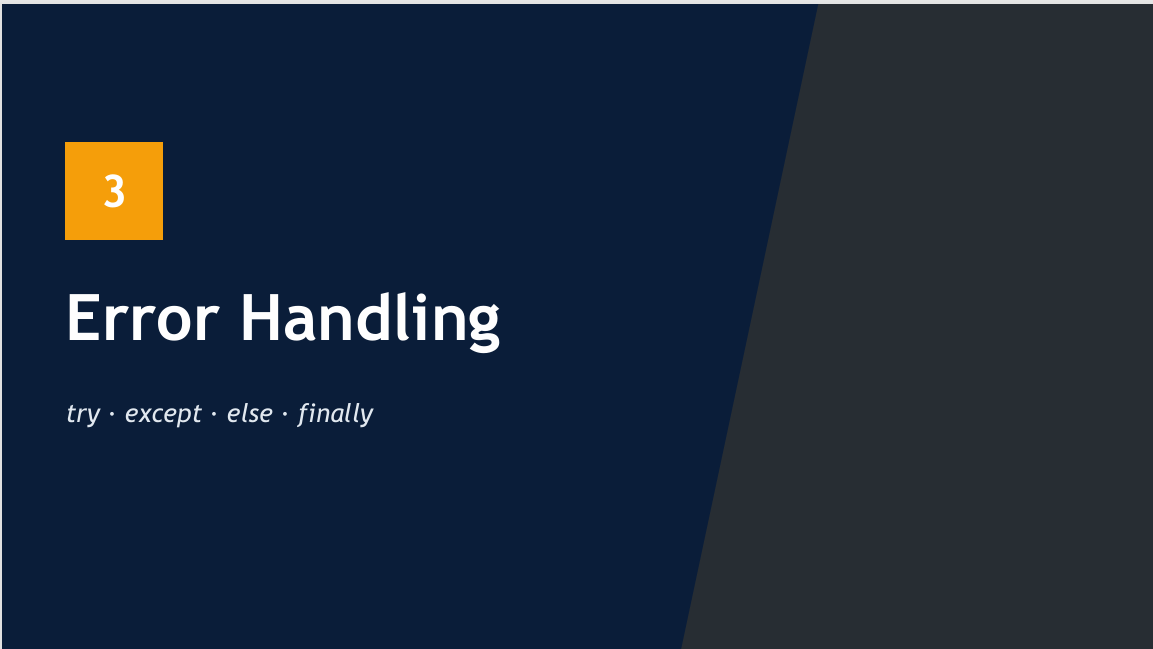 3
Error Handling
try · except · else · finally